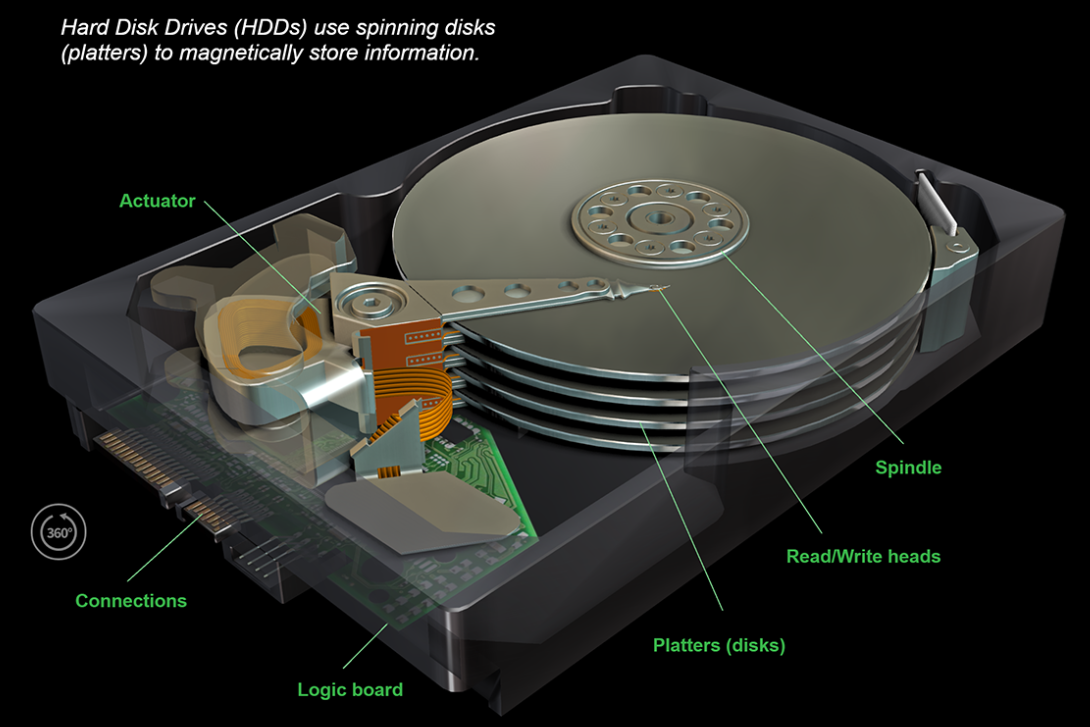 Hard Disk Drives (HDDs) use spinning disks
(platters) to magnetically store information.
Actuator
Spindle
360°
Read/Write heads
Connections
Platters (disks)
Logic board